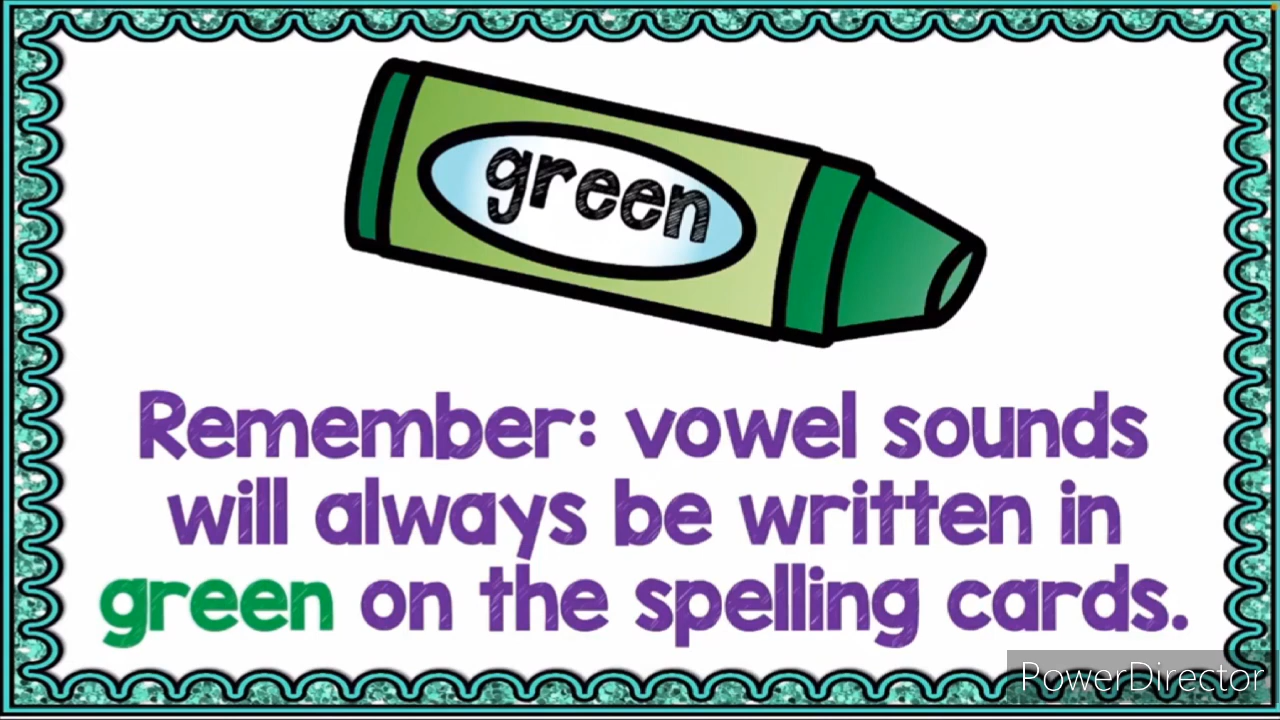 green
Remember: vowel sounds
will always be written in
green on the spelling cards.
PowerDirector